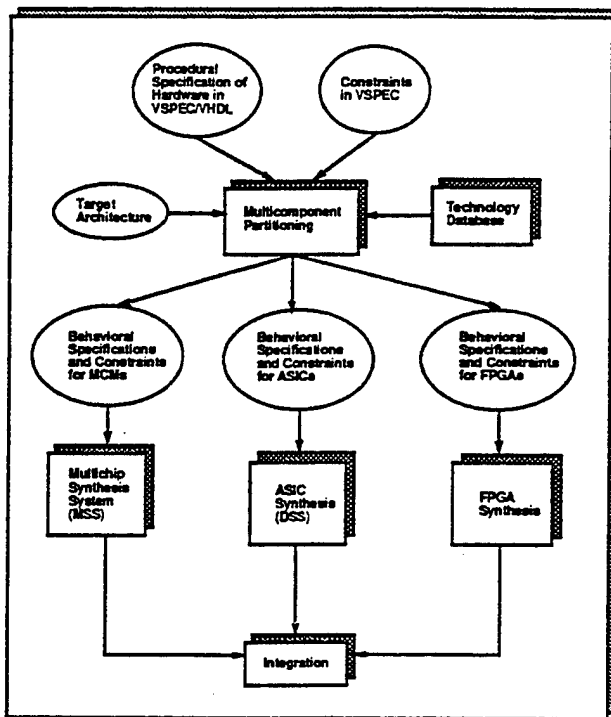 Procedural
Specification of
Hardware in
VSPEC/VHDL
Constraints
in VSPEC
Target
Architecture
Multicomponent
Partitioning
Technology
Database
Behavioral
Specifications
and Constraints
for MCMs
Behavioral
Specifications
and Constraints
for ASICs
Behavioral
Specifications
and Constraints
for FPGAs
Multichip
Synthesis
System
(MSS)
ASIC
Synthesis
(DSS)
FPGA
Synthesis
Integration